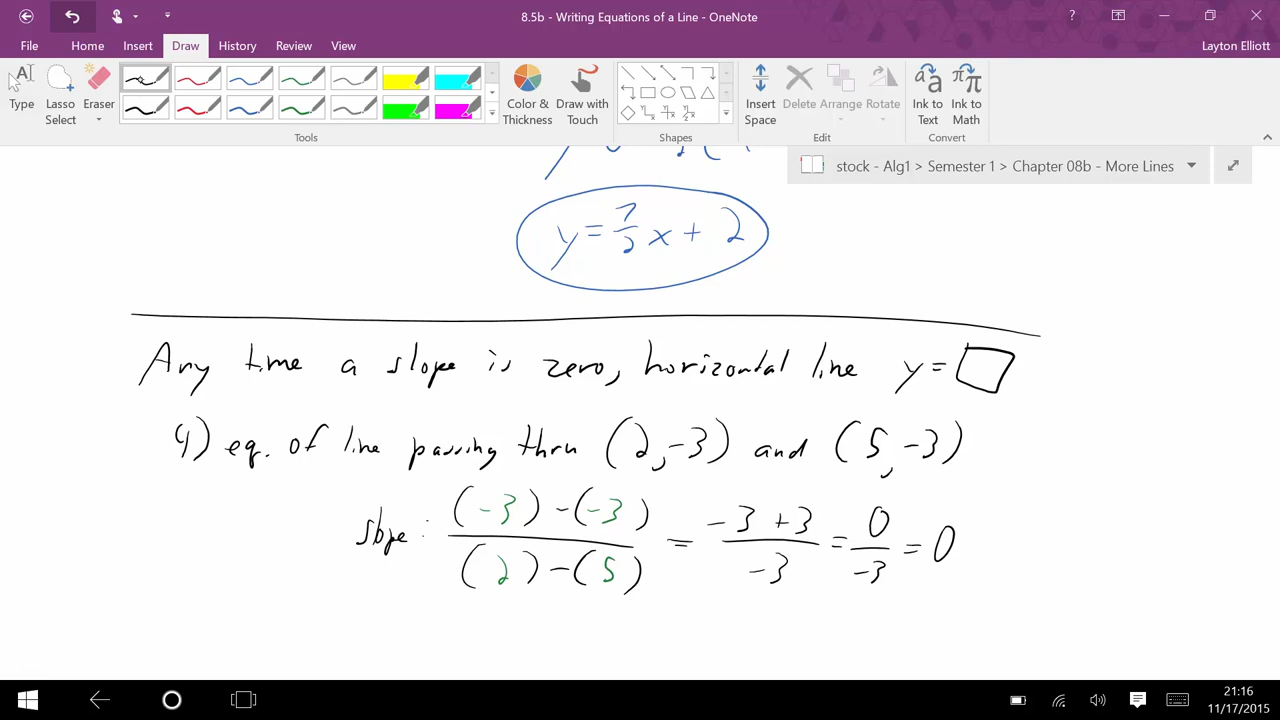 8.5b - Writing Equations of a Line - OneNote
Layton Elliott
File Home Insert Draw History Review View
Type
Lasso Select
Eraser
Color & Thickness
Draw with Touch
Insert Space
Delete
Arrange
Rotate
Ink to Text
Ink to Math
Tools
Shapes
Edit
Convert
stock - Alg1 > Semester 1 > Chapter 08b - More Lines
y = 7/2 x + 2
Any time a slope is zero, horizontal line y = □
4) eq. of line passing thru (2, -3) and (5, -3)
slope: (-3) - (-3) / (2) - (5) = -3 + 3 / -3 = 0 / -3 = 0
21:16
11/17/2015